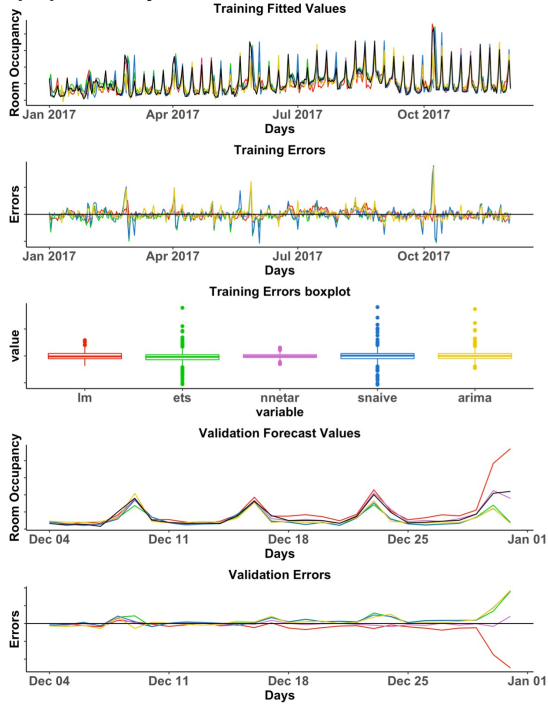 Training Fitted Values
Room Occupancy
Jan 2017 Apr 2017 Jul 2017 Oct 2017
Days
Training Errors
Errors
Jan 2017 Apr 2017 Jul 2017 Oct 2017
Days
Training Errors boxplot
value
lm ets nnetar snaive arima
variable
Validation Forecast Values
Room Occupancy
Dec 04 Dec 11 Dec 18 Dec 25 Jan 01
Days
Validation Errors
Errors
Dec 04 Dec 11 Dec 18 Dec 25 Jan 01
Days